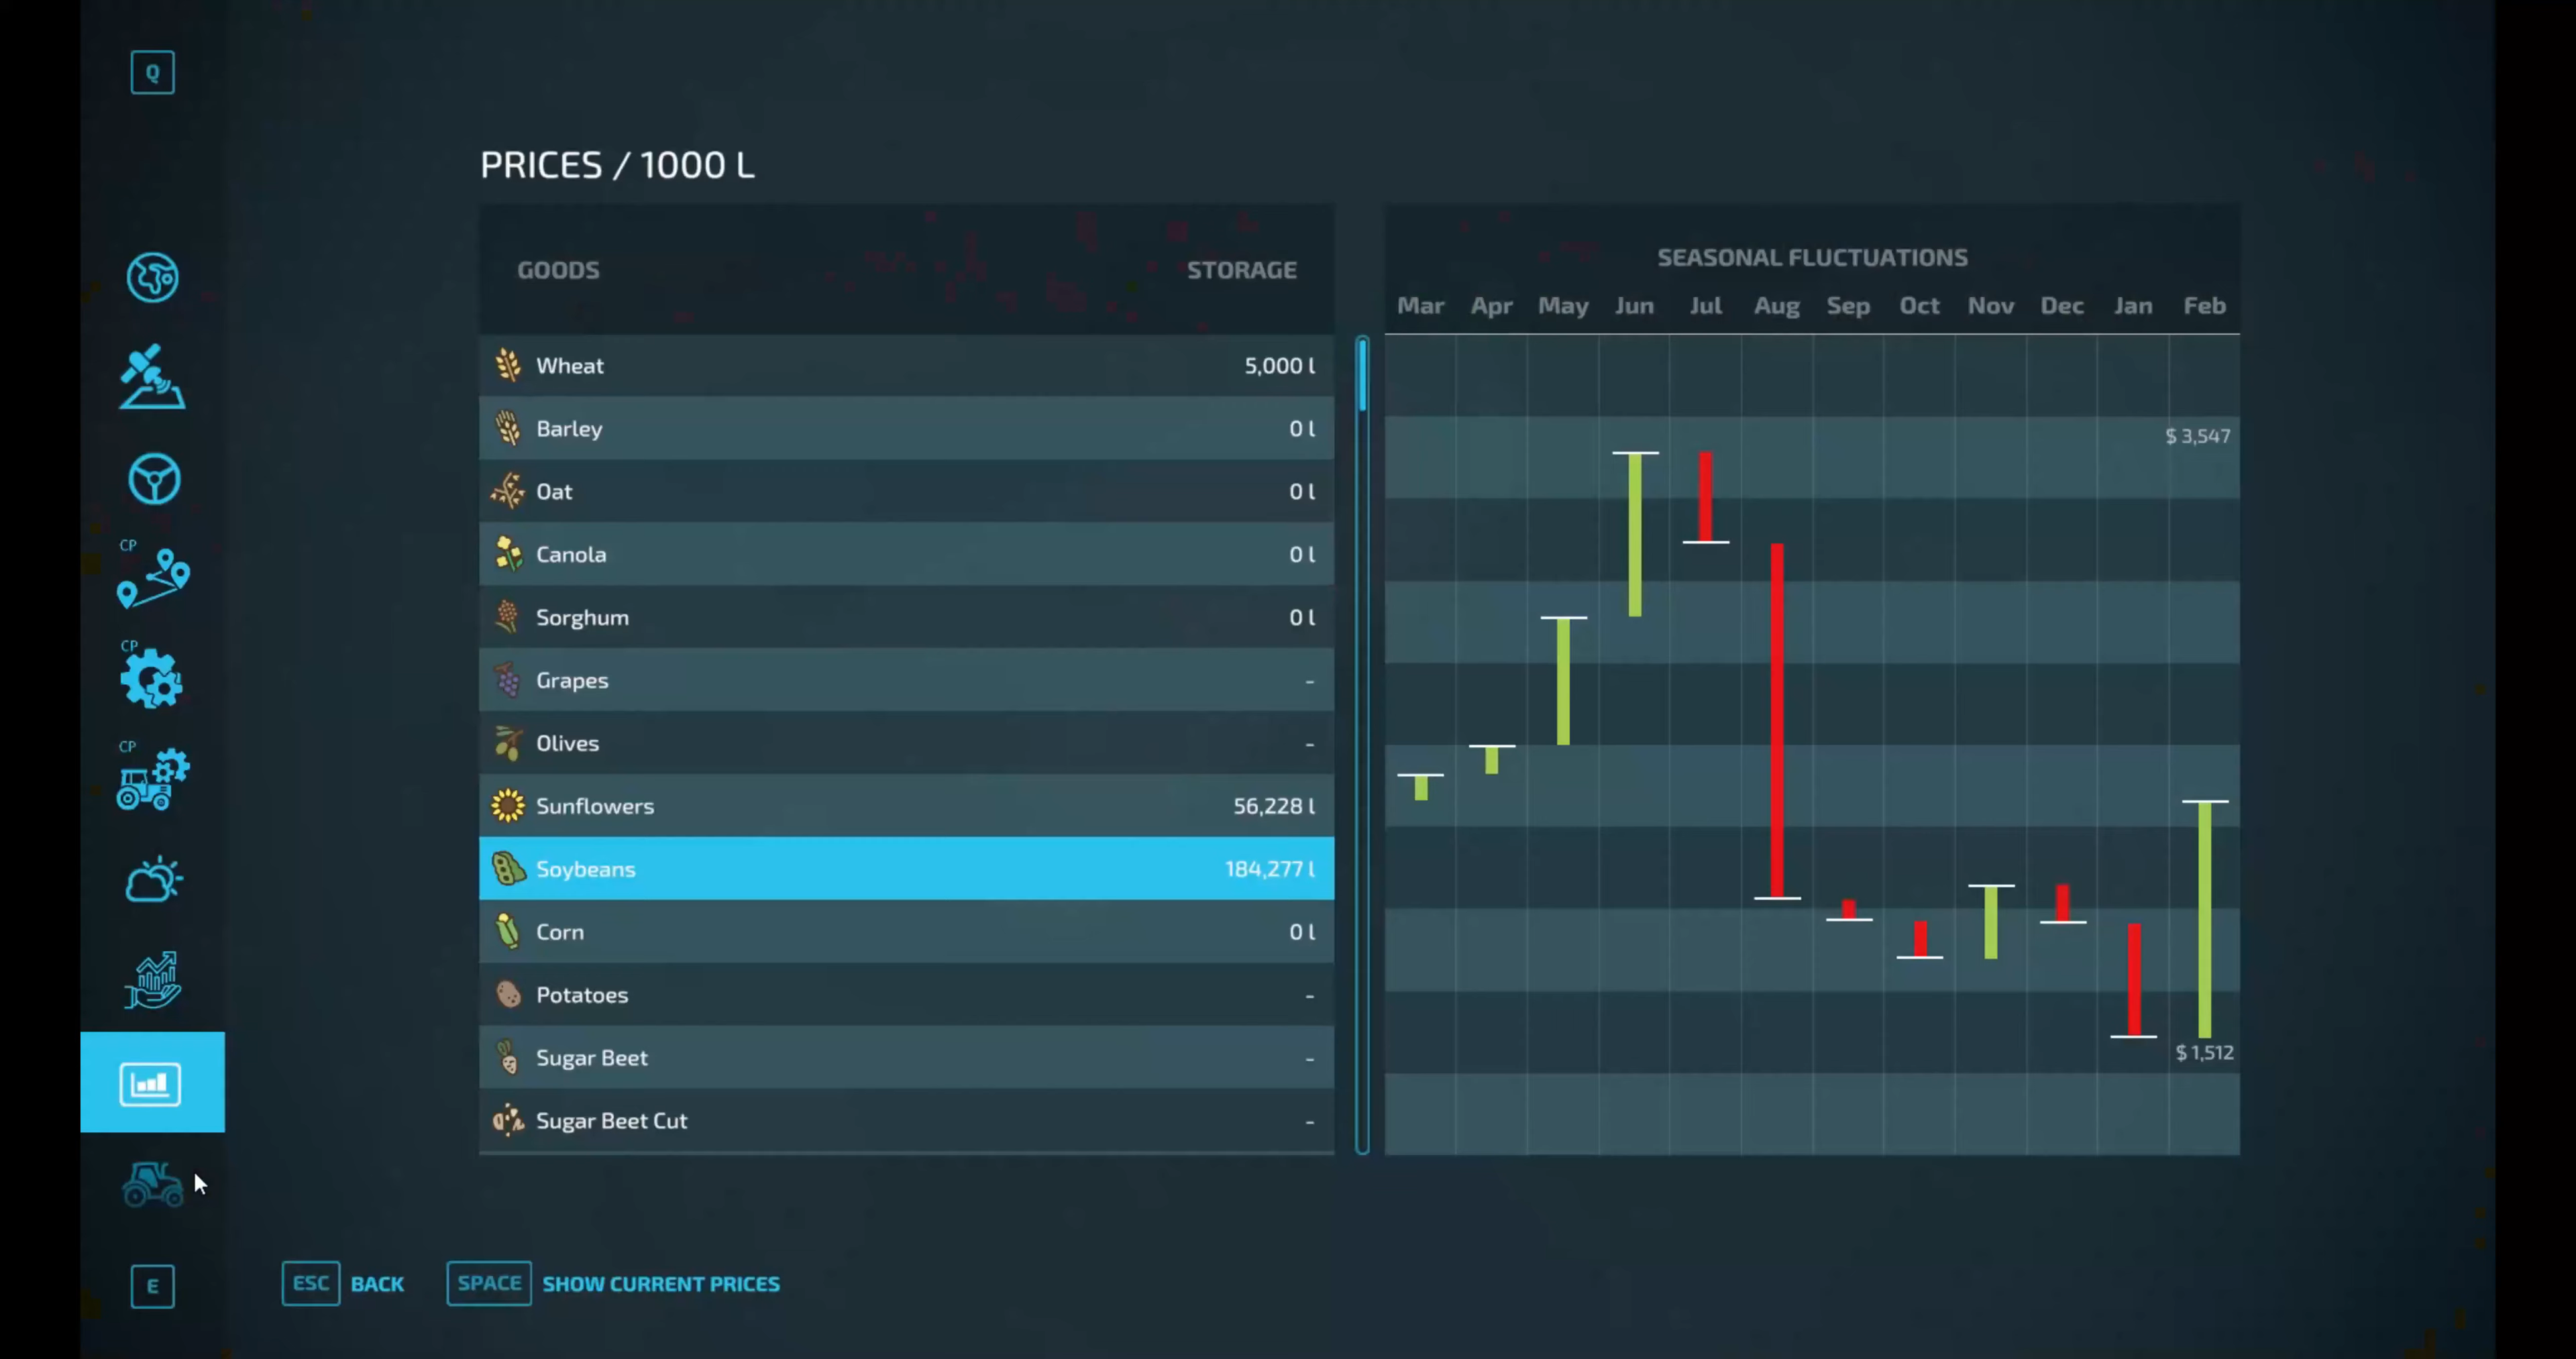 Q
PRICES / 1000 L
GOODS STORAGE
SEASONAL FLUCTUATIONS
Mar Apr May Jun Jul Aug Sep Oct Nov Dec Jan Feb
Wheat 5,000 l
Barley 0 l
$ 3,547
Oat 0 l
Canola 0 l
CP
Sorghum 0 l
CP
Grapes -
Olives -
CP
Sunflowers 56,228 l
Soybeans 184,277 l
Corn 0 l
Potatoes -
Sugar Beet -
$ 1,512
Sugar Beet Cut -
E
ESC BACK SPACE SHOW CURRENT PRICES